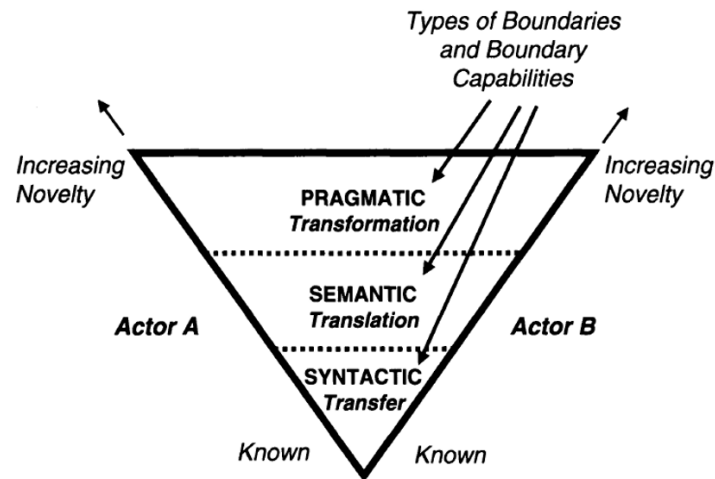 Types of Boundaries
and Boundary
Capabilities
Increasing
Novelty
Increasing
Novelty
PRAGMATIC
Transformation
SEMANTIC
Translation
Actor A
Actor B
SYNTACTIC
Transfer
Known
Known